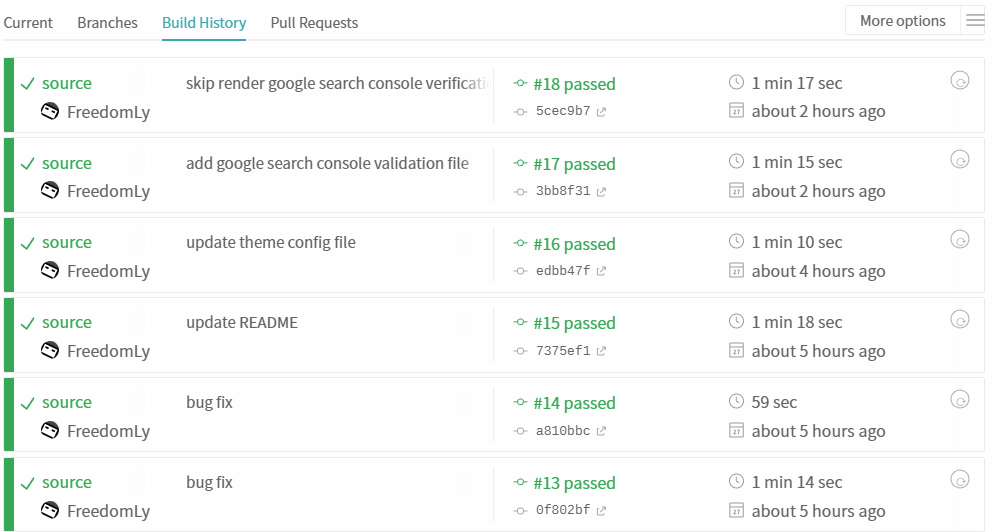 Current Branches Build History Pull Requests More options
source skip render google search console verificati #18 passed 1 min 17 sec
FreedomLy 5cec9b7 about 2 hours ago
source add google search console validation file #17 passed 1 min 15 sec
FreedomLy 3bb8f31 about 2 hours ago
source update theme config file #16 passed 1 min 10 sec
FreedomLy edbb47f about 4 hours ago
source update README #15 passed 1 min 18 sec
FreedomLy 7375ef1 about 5 hours ago
source bug fix #14 passed 59 sec
FreedomLy a810bbc about 5 hours ago
source bug fix #13 passed 1 min 14 sec
FreedomLy 0f802bf about 5 hours ago